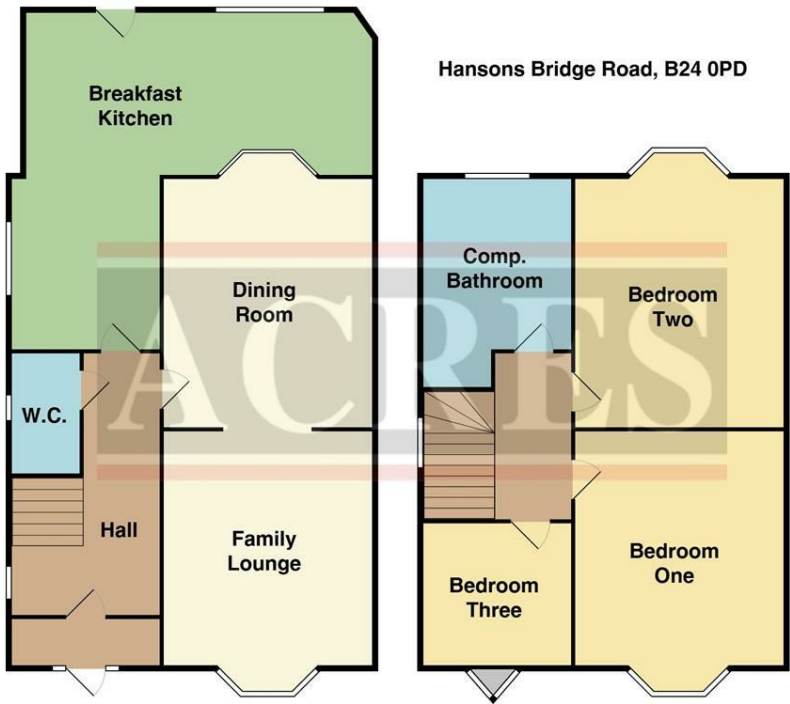 Hansons Bridge Road, B24 0PD
Breakfast
Kitchen
Dining
Room
W.C.
Hall
Family
Lounge
Comp.
Bathroom
Bedroom
Two
Bedroom
One
Bedroom
Three
ACRES